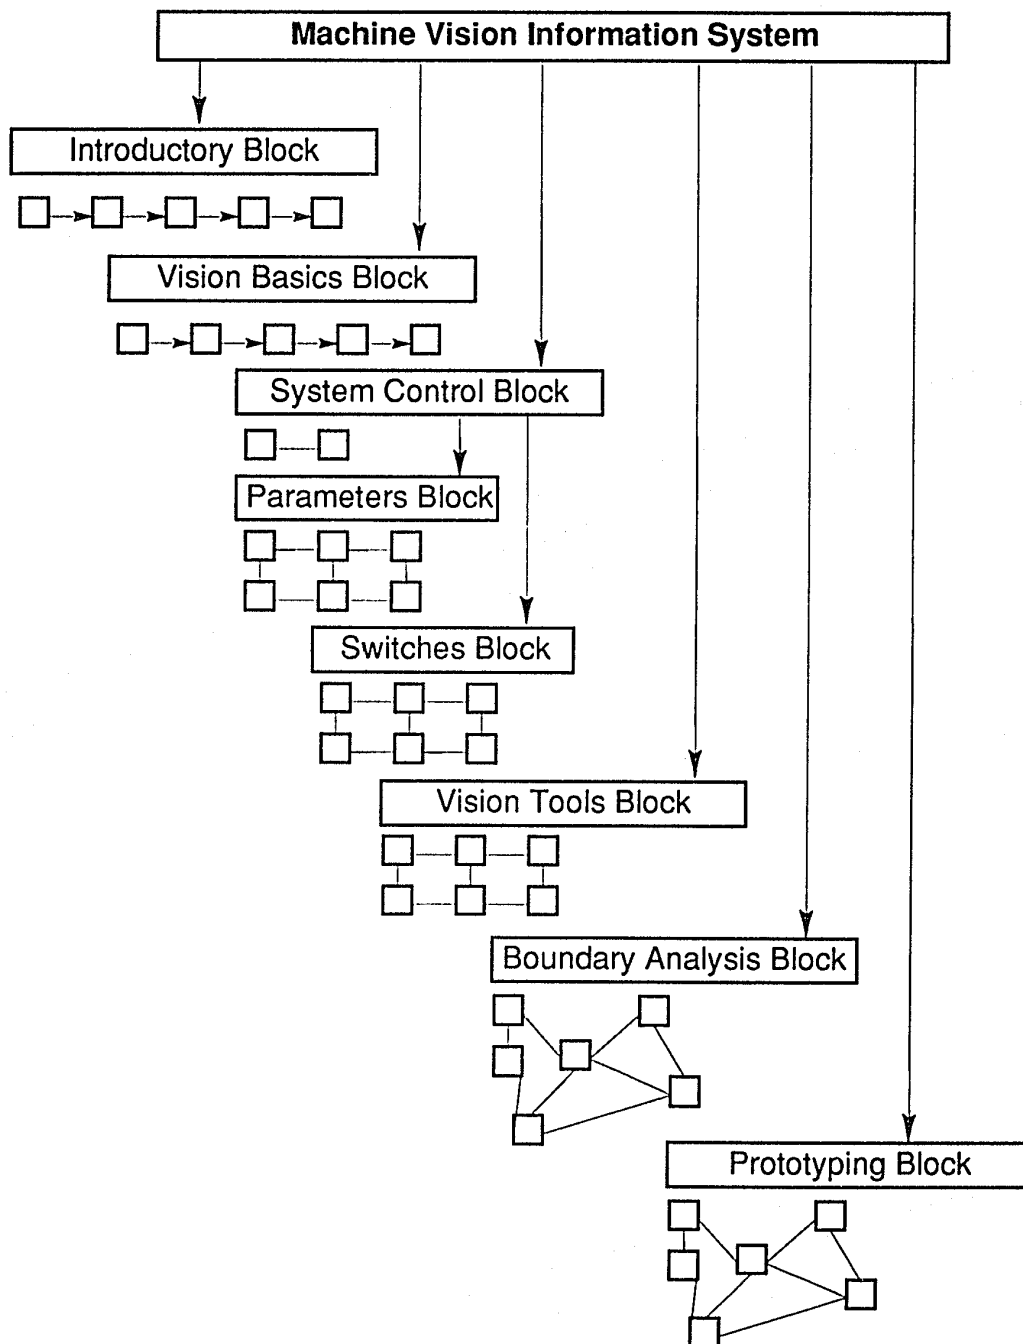 Machine Vision Information System
Introductory Block
Vision Basics Block
System Control Block
Parameters Block
Switches Block
Vision Tools Block
Boundary Analysis Block
Prototyping Block